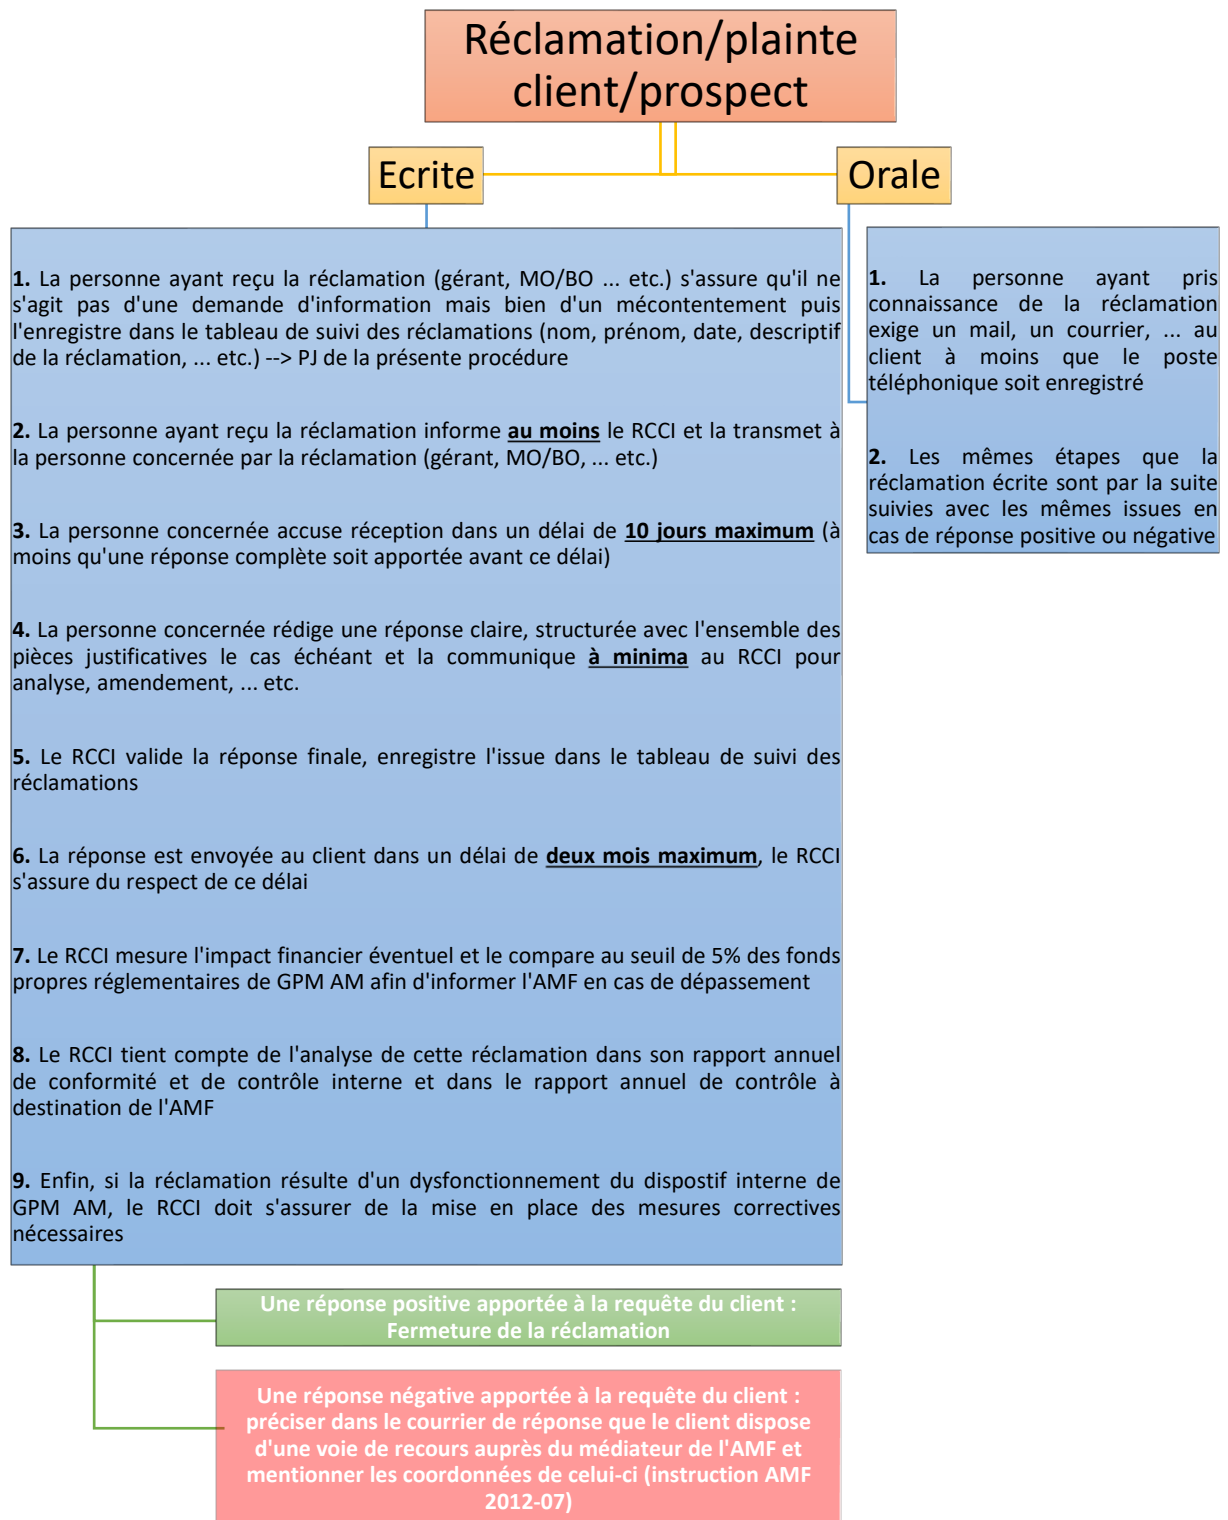 Réclamation/plainte
client/prospect
Ecrite
Orale
1. La personne ayant reçu la réclamation (gérant, MO/BO ... etc.) s'assure qu'il ne
s'agit pas d'une demande d'information mais bien d'un mécontentement puis
l'enregistre dans le tableau de suivi des réclamations (nom, prénom, date, descriptif
de la réclamation, ... etc.) --> PJ de la présente procédure
2. La personne ayant reçu la réclamation informe au moins le RCCI et la transmet à
la personne concernée par la réclamation (gérant, MO/BO, ... etc.)
3. La personne concernée accuse réception dans un délai de 10 jours maximum (à
moins qu'une réponse complète soit apportée avant ce délai)
4. La personne concernée rédige une réponse claire, structurée avec l'ensemble des
pièces justificatives le cas échéant et la communique à minima au RCCI pour
analyse, amendement, ... etc.
5. Le RCCI valide la réponse finale, enregistre l'issue dans le tableau de suivi des
réclamations
6. La réponse est envoyée au client dans un délai de deux mois maximum, le RCCI
s'assure du respect de ce délai
7. Le RCCI mesure l'impact financier éventuel et le compare au seuil de 5% des fonds
propres réglementaires de GPM AM afin d'informer l'AMF en cas de dépassement
8. Le RCCI tient compte de l'analyse de cette réclamation dans son rapport annuel
de conformité et de contrôle interne et dans le rapport annuel de contrôle à
destination de l'AMF
9. Enfin, si la réclamation résulte d'un dysfonctionnement du dispostif interne de
GPM AM, le RCCI doit s'assurer de la mise en place des mesures correctives
nécessaires
1. La personne ayant pris
connaissance de la réclamation
exige un mail, un courrier, ... au
client à moins que le poste
téléphonique soit enregistré
2. Les mêmes étapes que la
réclamation écrite sont par la suite
suivies avec les mêmes issues en
cas de réponse positive ou négative
Une réponse positive apportée à la requête du client :
Fermeture de la réclamation
Une réponse négative apportée à la requête du client :
préciser dans le courrier de réponse que le client dispose
d'une voie de recours auprès du médiateur de l'AMF et
mentionner les coordonnées de celui-ci (instruction AMF
2012-07)